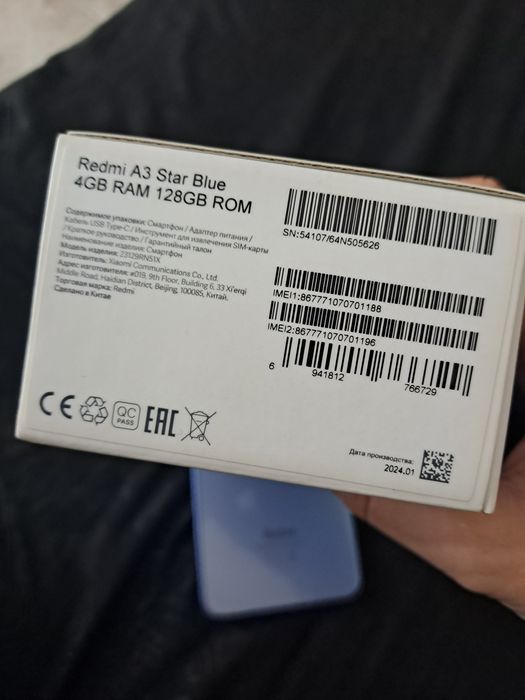 Redmi A3 Star Blue
4GB RAM 128GB ROM
Содержимое упаковки: Смартфон / Адаптер питания /
Кабель USB Type-C / Инструмент для извлечения SIM-карты
/ Краткое руководство / Гарантийный талон
Наименование изделия: Смартфон
Модель изделия: 23129RN51X
Изготовитель: Xiaomi Communications Co., Ltd.
Адрес изготовителя: #019, 9th Floor, Building 6, 33 Xi'erqi
Middle Road, Haidian District, Beijing, 100085, Китай.
Торговая марка: Redmi
Сделано в Китае
SN:54107/64N505626
IMEI1:867771070701188
IMEI2:867771070701196
6 941812 766729
CE
QC
PASS
EAC
Дата производства:
2024.01